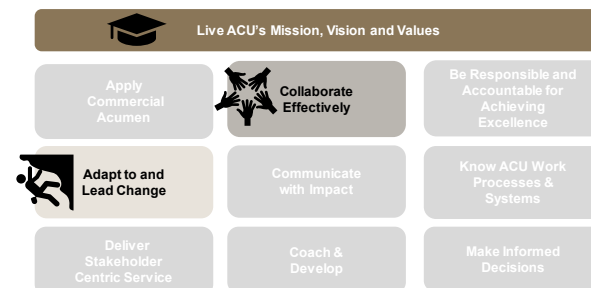 Live ACU's Mission, Vision and Values
Apply
Commercial
Acumen
Collaborate
Effectively
Be Responsible and
Accountable for
Achieving
Excellence
Adapt to and
Lead Change
Communicate
with Impact
Know ACU Work
Processes &
Systems
Deliver
Stakeholder
Centric Service
Coach &
Develop
Make Informed
Decisions